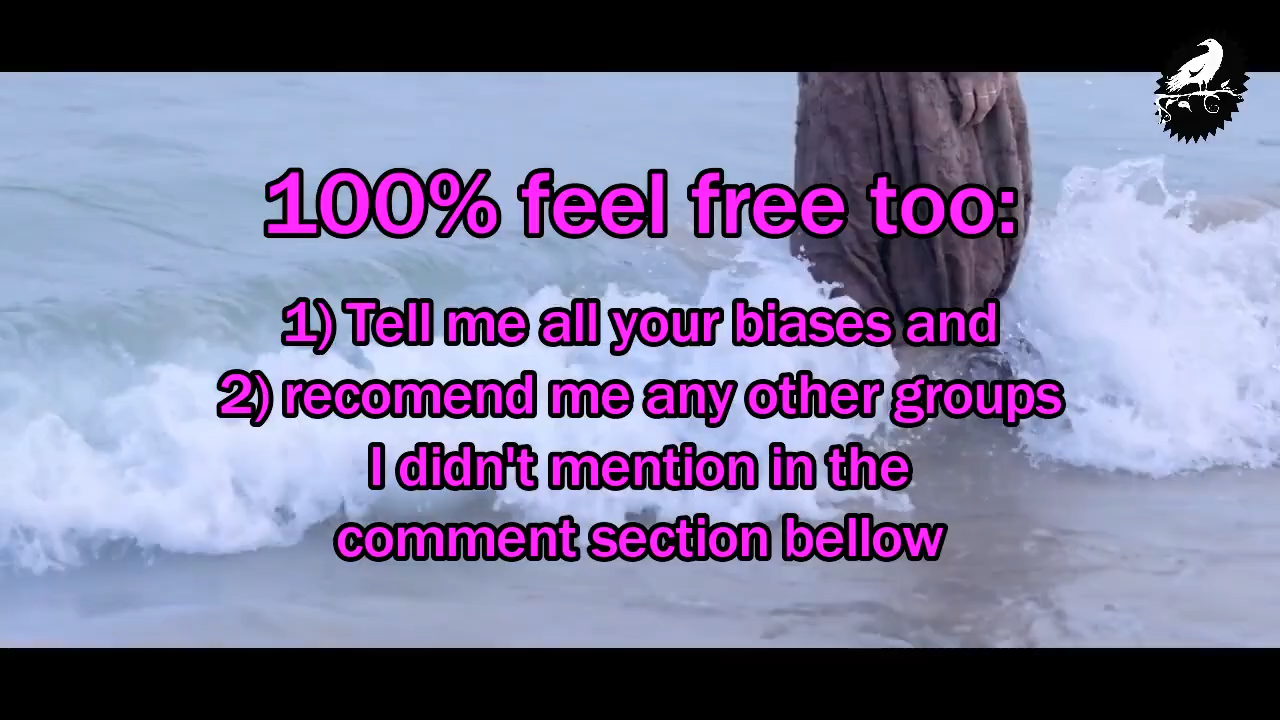 100% feel free too:
1) Tell me all your biases and
2) recomend me any other groups
I didn't mention in the
comment section bellow